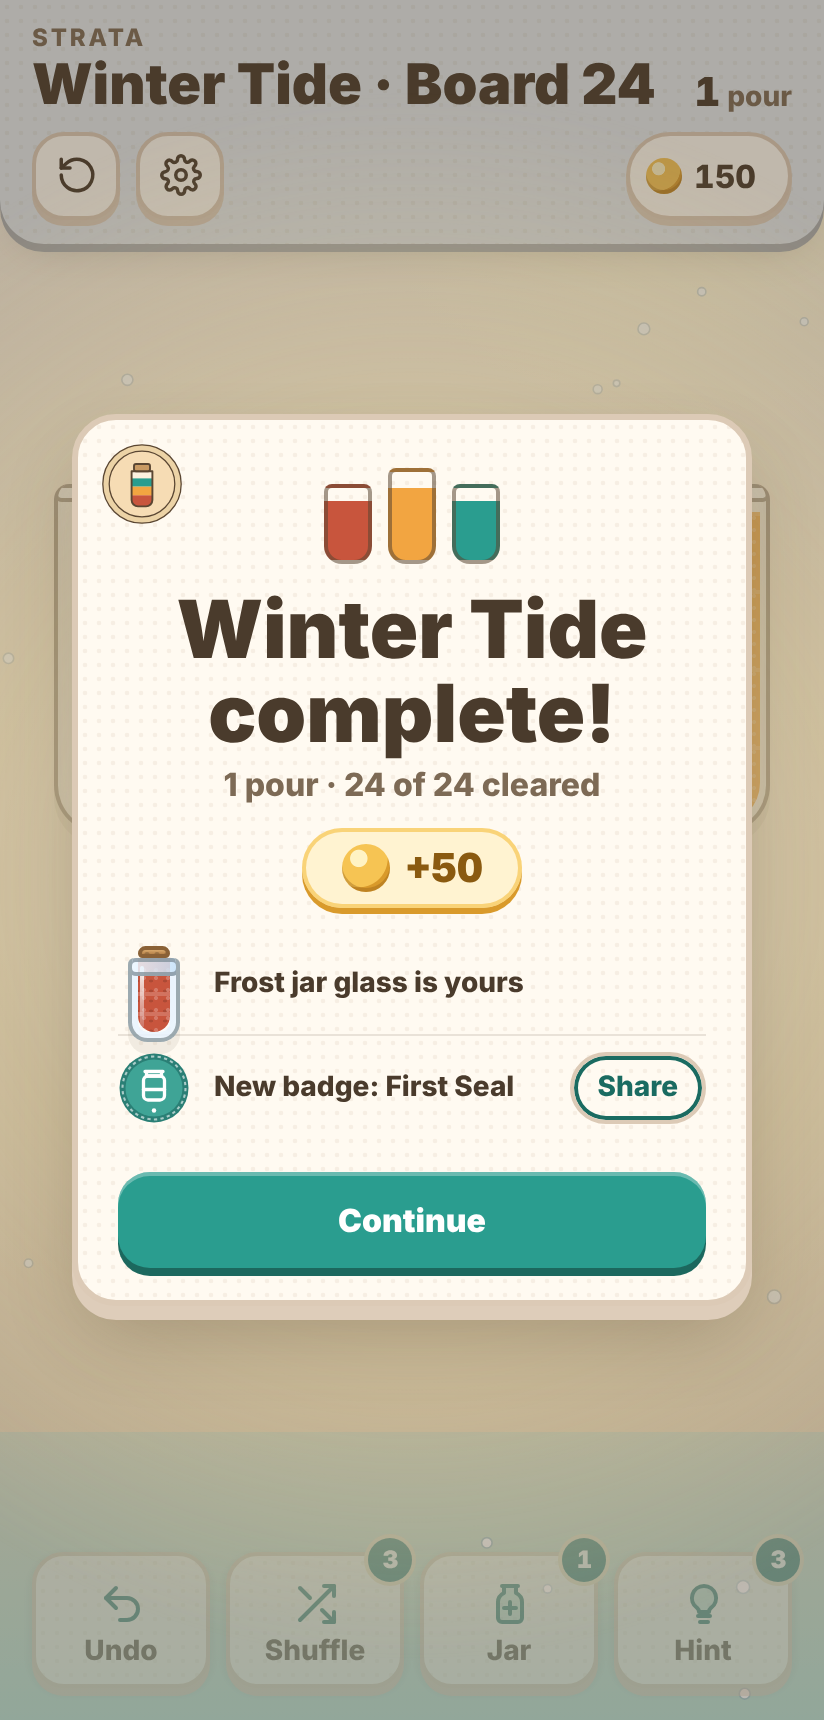 STRATA
Winter Tide · Board 24
1 pour
150
Winter Tide
complete!
1 pour · 24 of 24 cleared
+50
Frost jar glass is yours
New badge: First Seal
Share
Continue
3
1
3
Undo
Shuffle
Jar
Hint